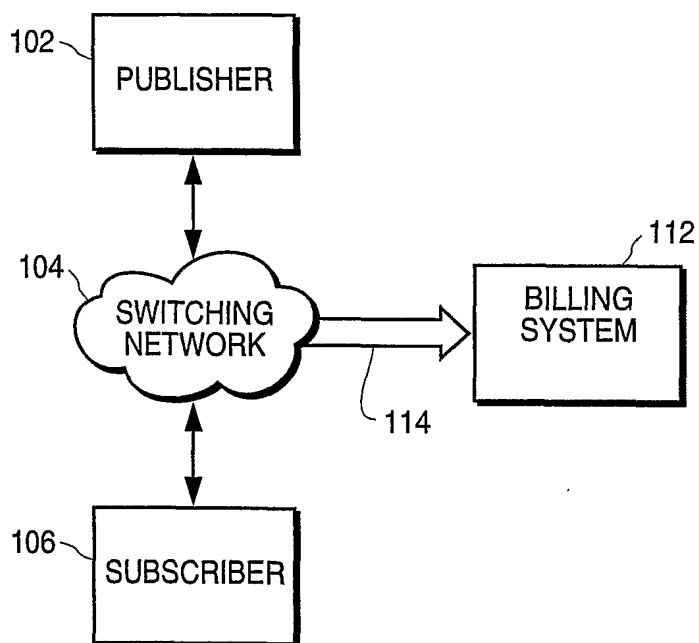 102
PUBLISHER
104
SWITCHING
NETWORK
112
BILLING
SYSTEM
114
106
SUBSCRIBER